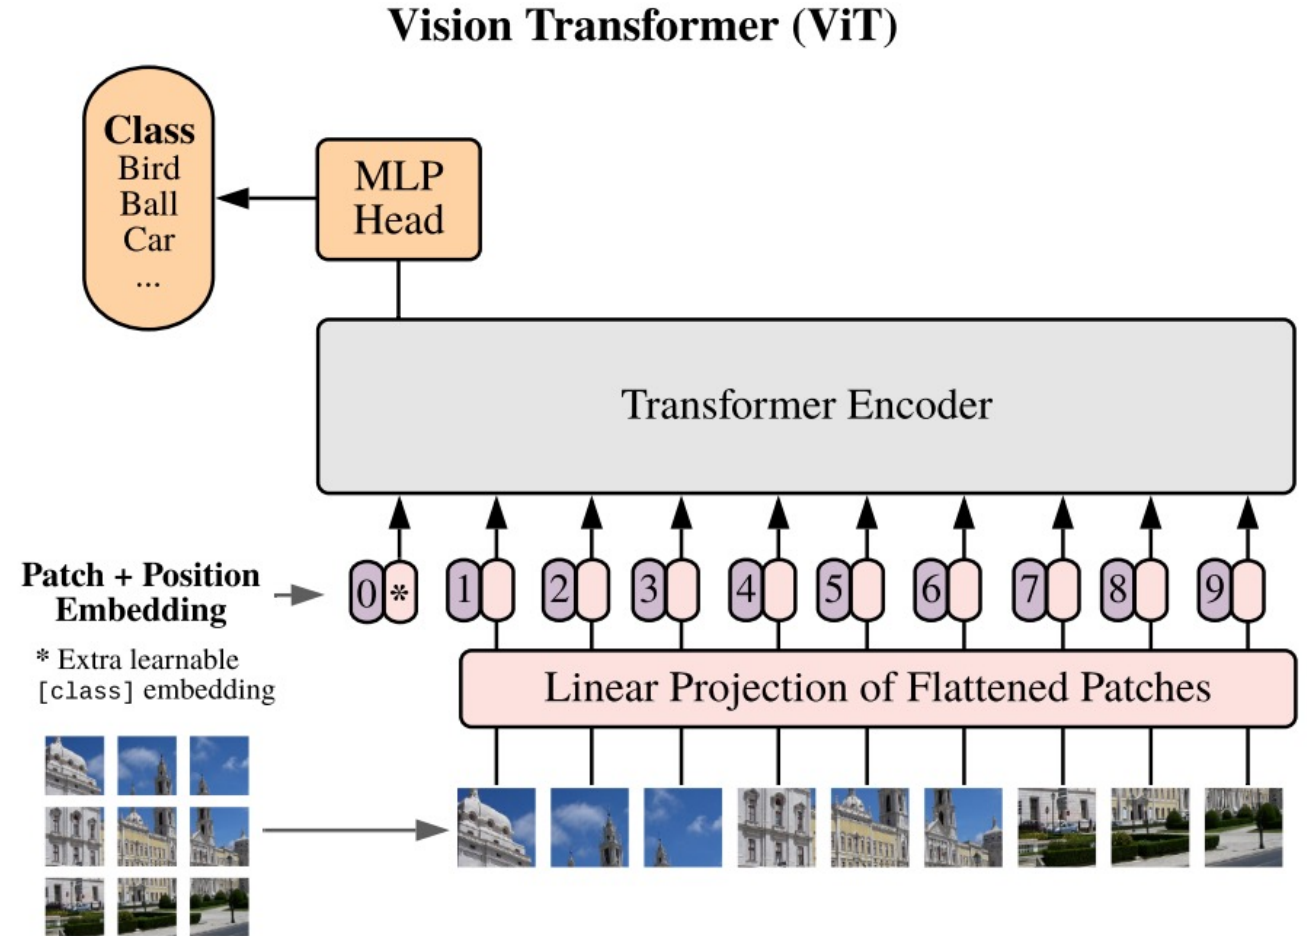 Vision Transformer (ViT)
Class
Bird
Ball
Car
...
MLP
Head
Transformer Encoder
Patch + Position
Embedding
0 * 1 2 3 4 5 6 7 8 9
* Extra learnable
[class] embedding
Linear Projection of Flattened Patches